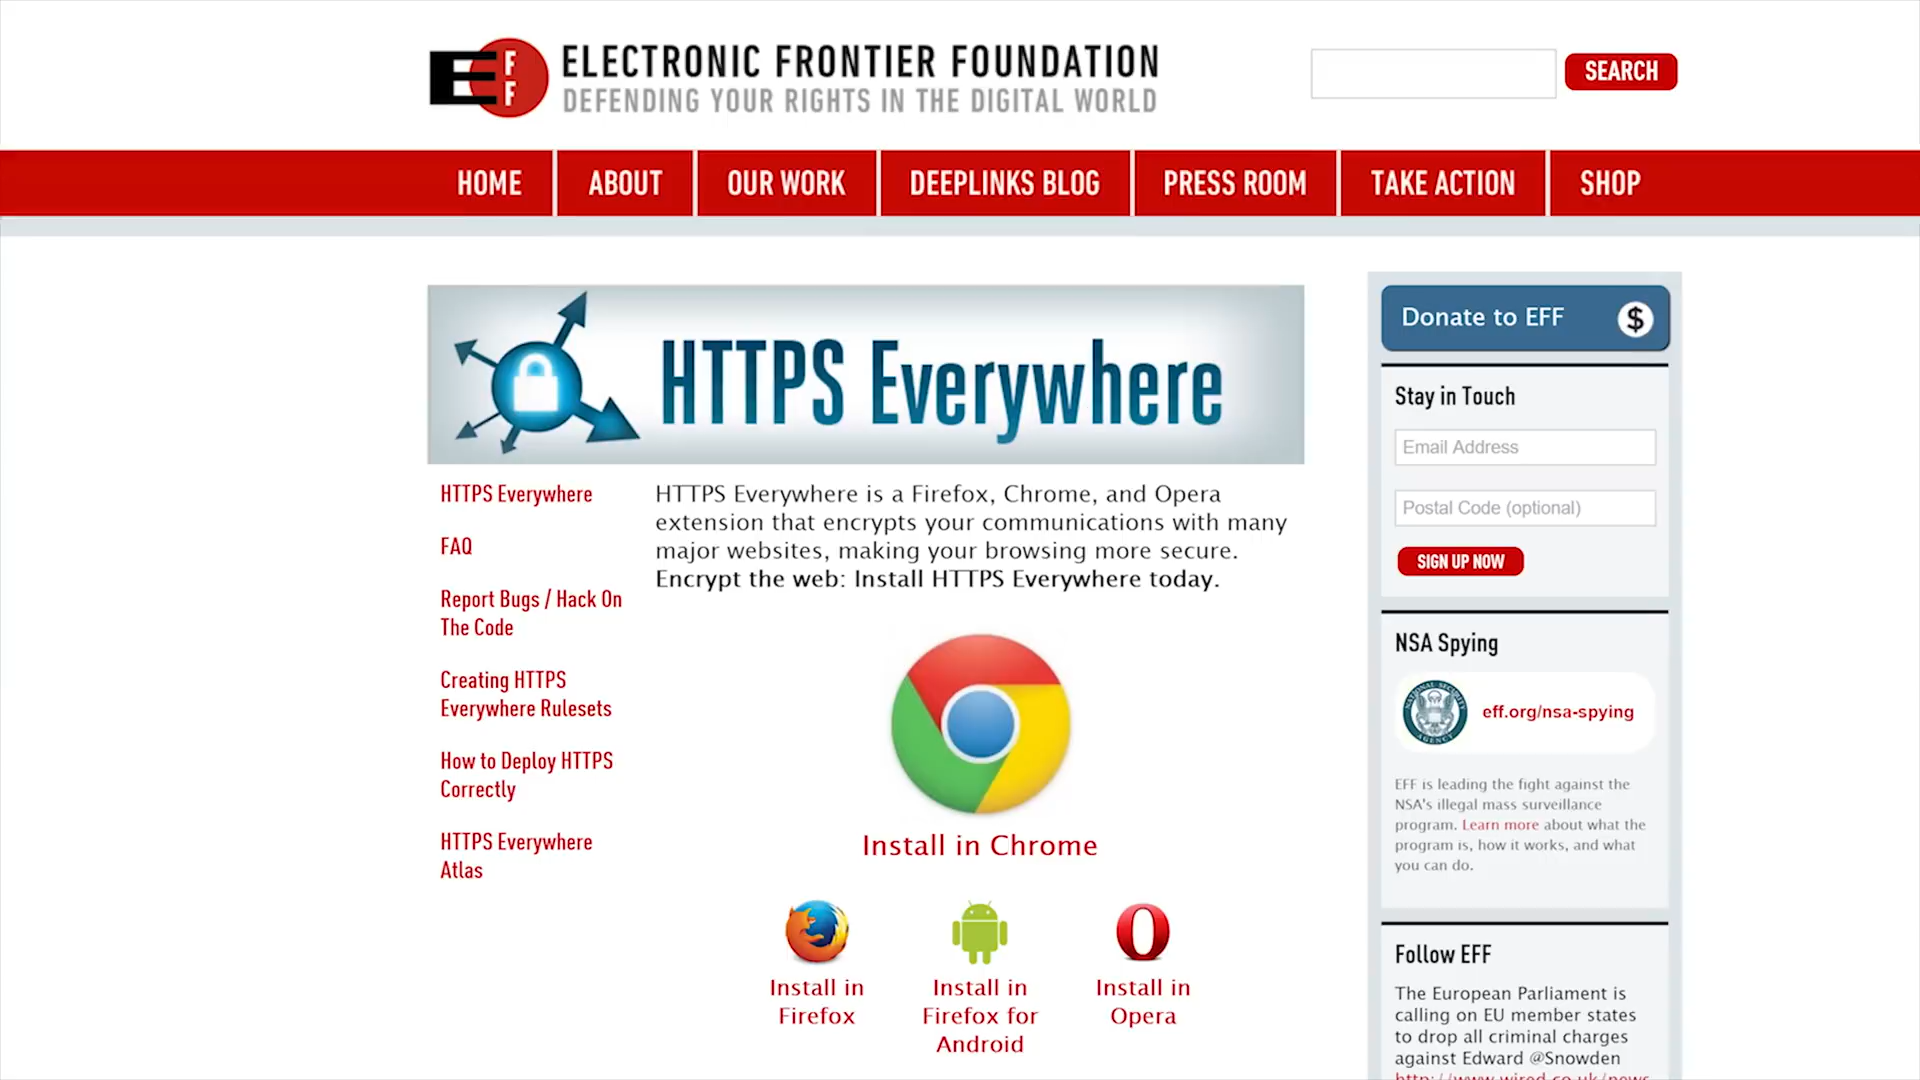 E F F
ELECTRONIC FRONTIER FOUNDATION
DEFENDING YOUR RIGHTS IN THE DIGITAL WORLD
SEARCH
HOME
ABOUT
OUR WORK
DEEPLINKS BLOG
PRESS ROOM
TAKE ACTION
SHOP
HTTPS Everywhere
HTTPS Everywhere
FAQ
Report Bugs / Hack On
The Code
Creating HTTPS
Everywhere Rulesets
How to Deploy HTTPS
Correctly
HTTPS Everywhere
Atlas
HTTPS Everywhere is a Firefox, Chrome, and Opera
extension that encrypts your communications with many
major websites, making your browsing more secure.
Encrypt the web: Install HTTPS Everywhere today.
Install in Chrome
Install in
Firefox
Install in
Firefox for
Android
Install in
Opera
Donate to EFF
$
Stay in Touch
Email Address
Postal Code (optional)
SIGN UP NOW
NSA Spying
NATIONAL SECURITY AGENCY
eff.org/nsa-spying
EFF is leading the fight against the
NSA's illegal mass surveillance
program. Learn more about what the
program is, how it works, and what
you can do.
Follow EFF
The European Parliament is
calling on EU member states
to drop all criminal charges
against Edward @Snowden
http://www.wired.co.uk/news